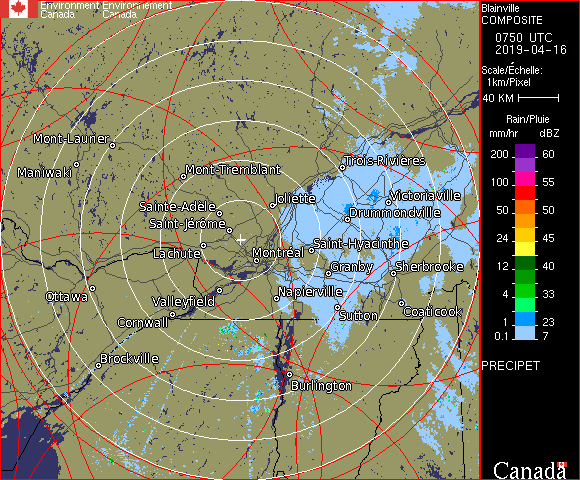 Environment Environnement
Canada Canada
Blainville
COMPOSITE
0750 UTC
2019-04-16
Scale/Échelle:
1km/Pixel
40 KM
Rain/Pluie
mm/hr dBZ
200 60
100 55
50 50
24 45
12 40
4 33
1 23
0.1 7
PRECIPET
Canada
Mont-Laurier
Maniwaki
Mont-Tremblant
Trois-Rivières
Joliette
Victoriaville
Sainte-Adèle
Drummondville
Saint-Jérôme
Lachute
Montréal
Saint-Hyacinthe
Granby
Sherbrooke
Ottawa
Valleyfield
Napierville
Cornwall
Sutton
Coaticook
Brockville
Burlington